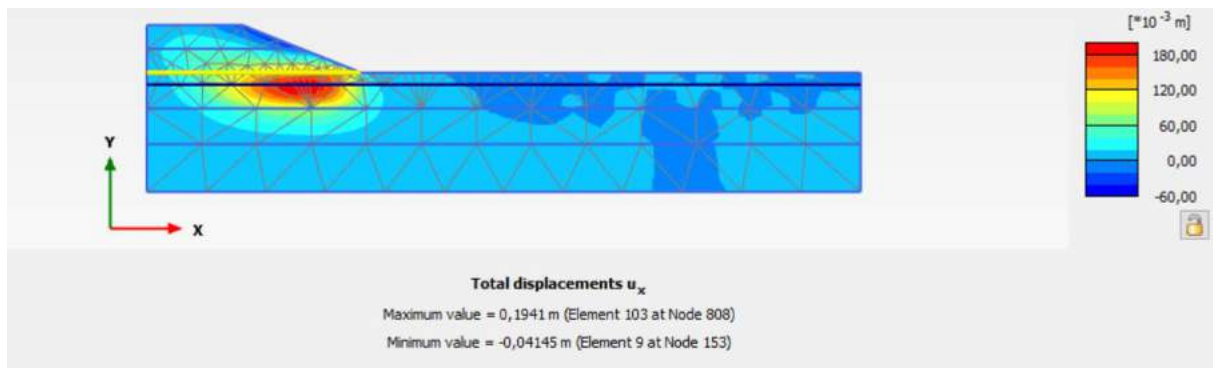 [*10⁻³ m]
180,00
120,00
60,00
0,00
-60,00
Y
X
Total displacements uₓ
Maximum value = 0,1941 m (Element 103 at Node 808)
Minimum value = -0,04145 m (Element 9 at Node 153)